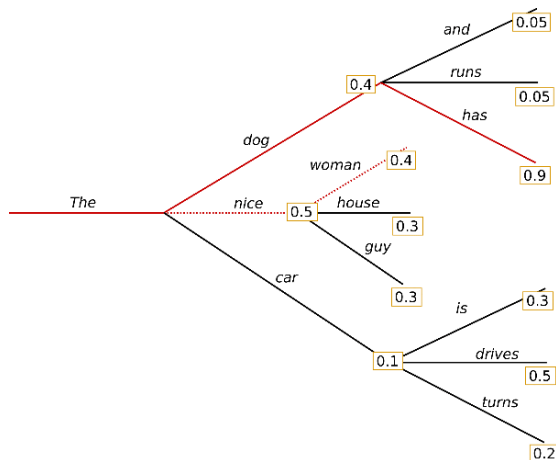 and
0.05
runs
0.4
0.05
has
dog
woman
0.4
0.9
The
nice
0.5
house
0.3
guy
car
0.3
is
0.3
drives
0.1
0.5
turns
0.2